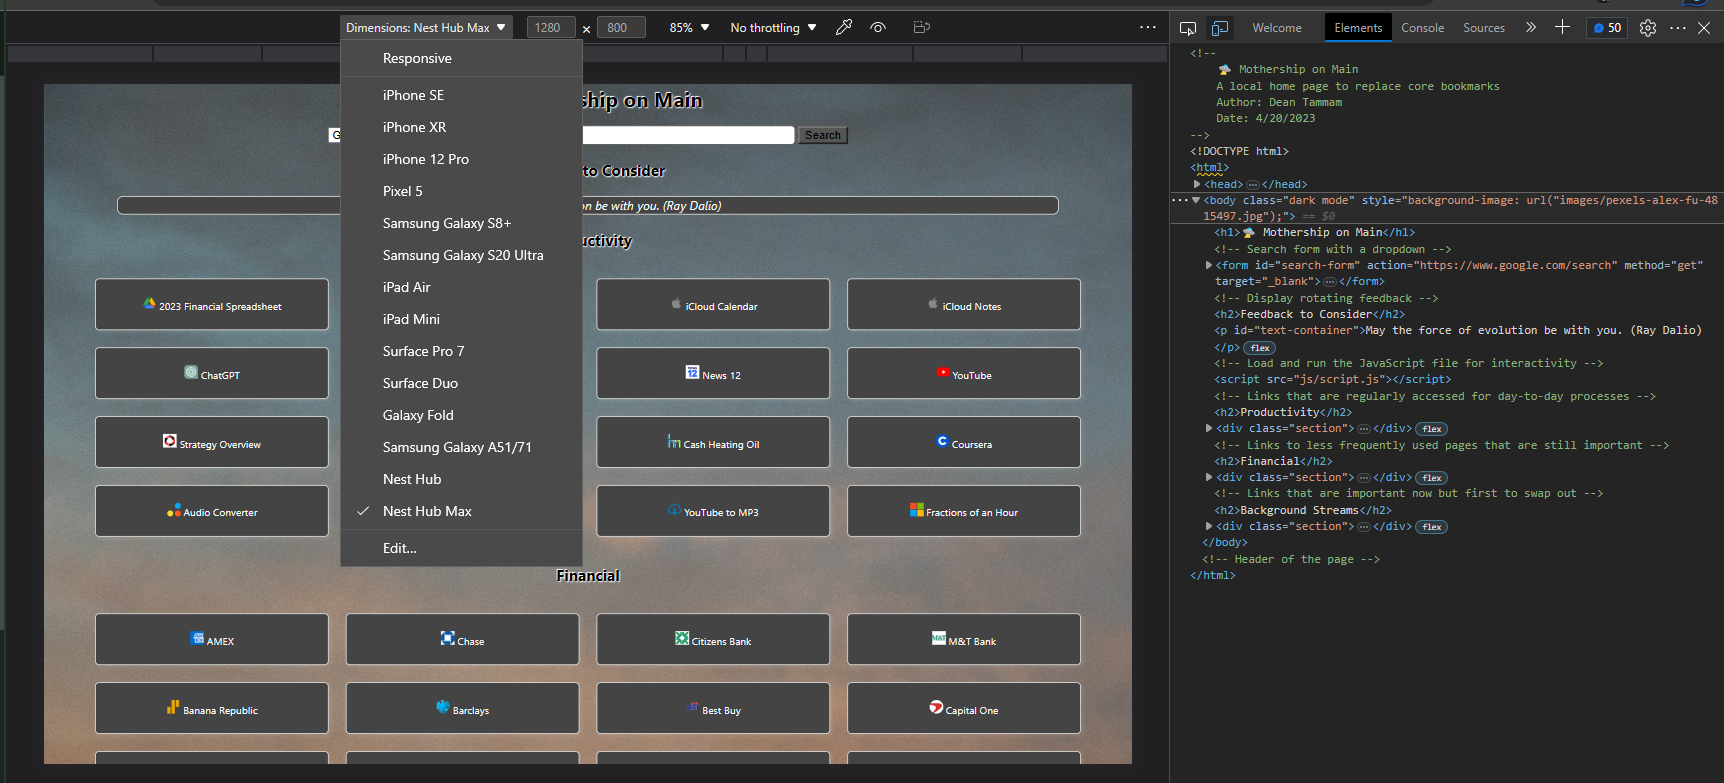 Dimensions: Nest Hub Max
1280 × 800
85%
No throttling
Responsive
iPhone SE
iPhone XR
iPhone 12 Pro
Pixel 5
Samsung Galaxy S8+
Samsung Galaxy S20 Ultra
iPad Air
iPad Mini
Surface Pro 7
Surface Duo
Galaxy Fold
Samsung Galaxy A51/71
Nest Hub
Nest Hub Max
Edit...
ship on Main
G
Search
to Consider
on be with you. (Ray Dalio)
uctivity
2023 Financial Spreadsheet
iCloud Calendar
iCloud Notes
ChatGPT
News 12
YouTube
Strategy Overview
Cash Heating Oil
Coursera
Audio Converter
YouTube to MP3
Fractions of an Hour
Financial
AMEX
Chase
Citizens Bank
M&T Bank
Banana Republic
Barclays
Best Buy
Capital One
Welcome
Elements
Console
Sources
50
<!--
🛸 Mothership on Main
A local home page to replace core bookmarks
Author: Dean Tammam
Date: 4/20/2023
-->
<!DOCTYPE html>
<html>
<head>…</head>
<body class="dark mode" style="background-image: url("images/pexels-alex-fu-48
15497.jpg");"> == $0
<h1>🛸 Mothership on Main</h1>
<!-- Search form with a dropdown -->
<form id="search-form" action="https://www.google.com/search" method="get"
target="_blank">…</form>
<!-- Display rotating feedback -->
<h2>Feedback to Consider</h2>
<p id="text-container">May the force of evolution be with you. (Ray Dalio)
</p> flex
<!-- Load and run the JavaScript file for interactivity -->
<script src="js/script.js"></script>
<!-- Links that are regularly accessed for day-to-day processes -->
<h2>Productivity</h2>
<div class="section">…</div> flex
<!-- Links to less frequently used pages that are still important -->
<h2>Financial</h2>
<div class="section">…</div> flex
<!-- Links that are important now but first to swap out -->
<h2>Background Streams</h2>
<div class="section">…</div> flex
</body>
<!-- Header of the page -->
</html>